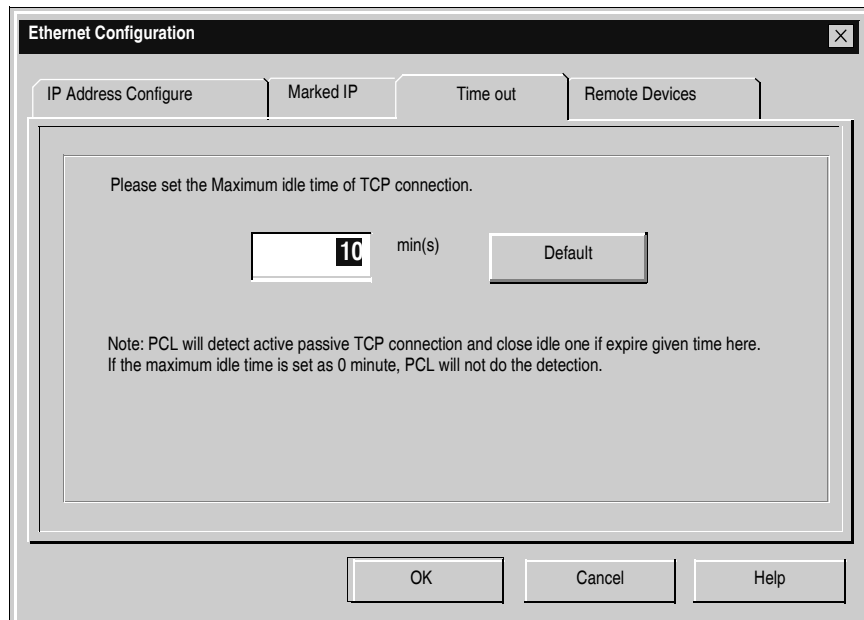 Ethernet Configuration
IP Address Configure
Marked IP
Time out
Remote Devices
Please set the Maximum idle time of TCP connection.
10 min(s) Default
Note: PCL will detect active passive TCP connection and close idle one if expire given time here.
If the maximum idle time is set as 0 minute, PCL will not do the detection.
OK Cancel Help